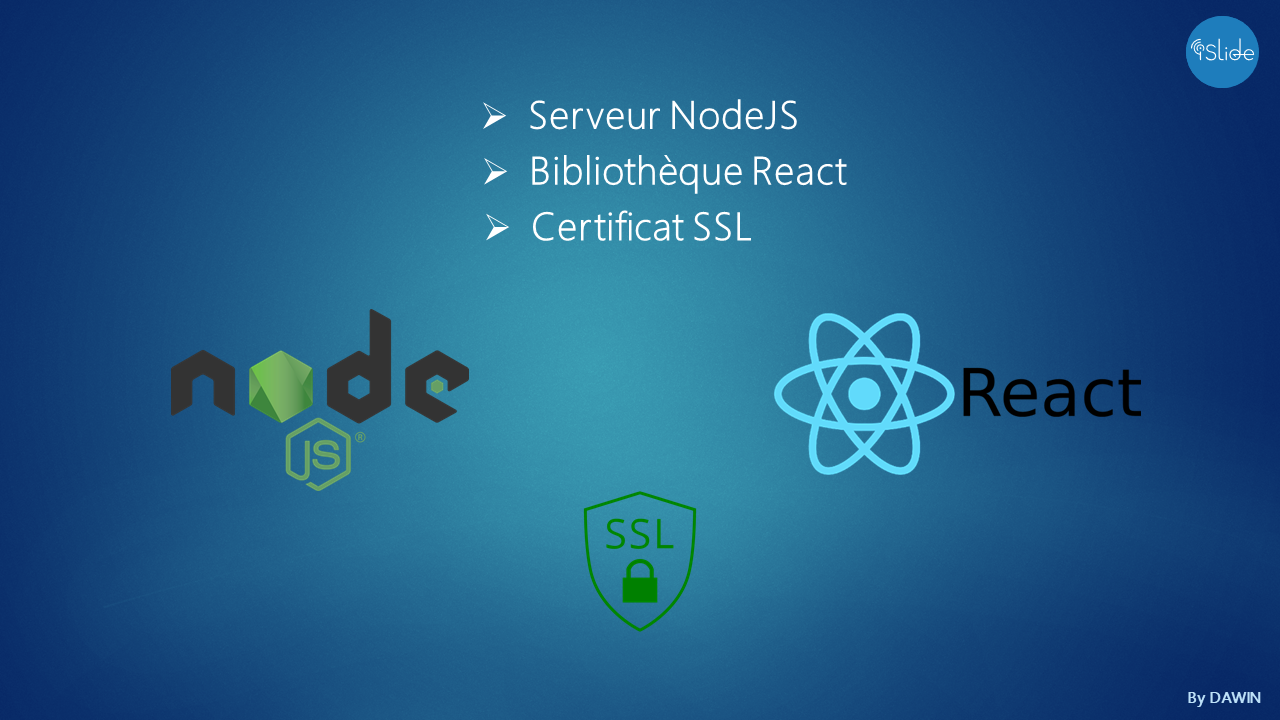 iSlide
Serveur NodeJS
Bibliothèque React
Certificat SSL
node
JS®
React
SSL
By DAWIN